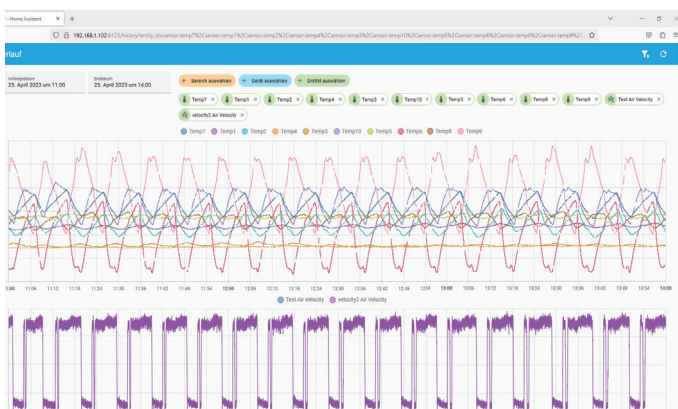 – Home Assistant × +
192.168.1.102:8123/history?entity_id=sensor.temp7%2Csensor.temp1%2Csensor.temp2%2Csensor.temp4%2Csensor.temp3%2Csensor.temp10%2Csensor.temp5%2Csensor.temp6%2Csensor.temp8%2Csensor.temp9%2C
erlauf
Anfangsdatum
25. April 2023 um 11:00
Enddatum
25. April 2023 um 14:00
+ Bereich auswählen + Gerät auswählen + Entität auswählen
Temp7 × Temp1 × Temp2 × Temp4 × Temp3 × Temp10 × Temp5 × Temp6 × Temp8 × Temp9 × Test Air Velocity ×
velocity2 Air Velocity ×
Temp7 Temp1 Temp2 Temp4 Temp3 Temp10 Temp5 Temp6 Temp8 Temp9
1:00 11:06 11:12 11:18 11:24 11:30 11:36 11:42 11:48 11:54 12:00 12:06 12:12 12:18 12:24 12:30 12:36 12:42 12:48 12:54 13:00 13:06 13:12 13:18 13:24 13:30 13:36 13:42 13:48 13:54 14:00
Test Air Velocity velocity2 Air Velocity